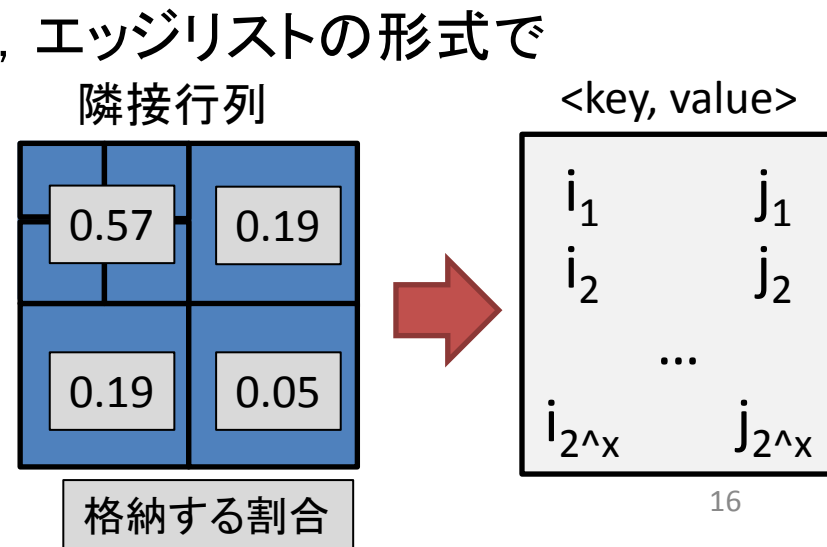 , エッジリストの形式で
隣接行列
<key, value>
0.57
0.19
0.19
0.05
格納する割合
i1 j1
i2 j2
...
i2^x j2^x
16